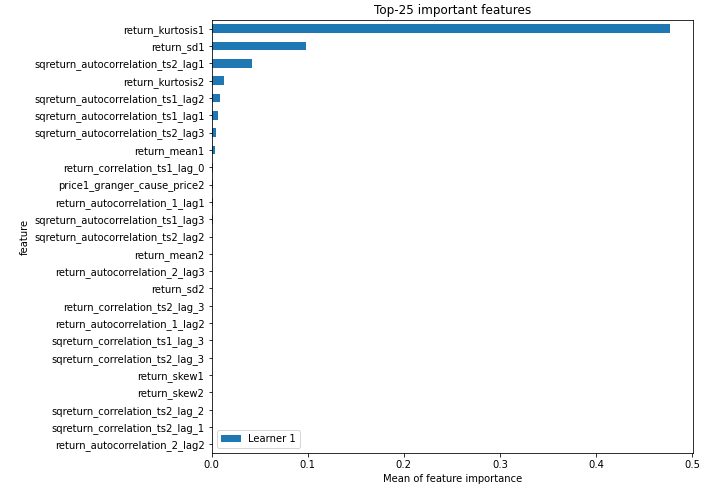 Top-25 important features
return_kurtosis1
return_sd1
sqreturn_autocorrelation_ts2_lag1
return_kurtosis2
sqreturn_autocorrelation_ts1_lag2
sqreturn_autocorrelation_ts1_lag1
sqreturn_autocorrelation_ts2_lag3
return_mean1
return_correlation_ts1_lag_0
price1_granger_cause_price2
return_autocorrelation_1_lag1
sqreturn_autocorrelation_ts1_lag3
sqreturn_autocorrelation_ts2_lag2
return_mean2
return_autocorrelation_2_lag3
return_sd2
return_correlation_ts2_lag_3
return_autocorrelation_1_lag2
sqreturn_correlation_ts1_lag_3
sqreturn_correlation_ts2_lag_3
return_skew1
return_skew2
sqreturn_correlation_ts2_lag_2
sqreturn_correlation_ts2_lag_1
return_autocorrelation_2_lag2
feature
Learner 1
0.0 0.1 0.2 0.3 0.4 0.5
Mean of feature importance